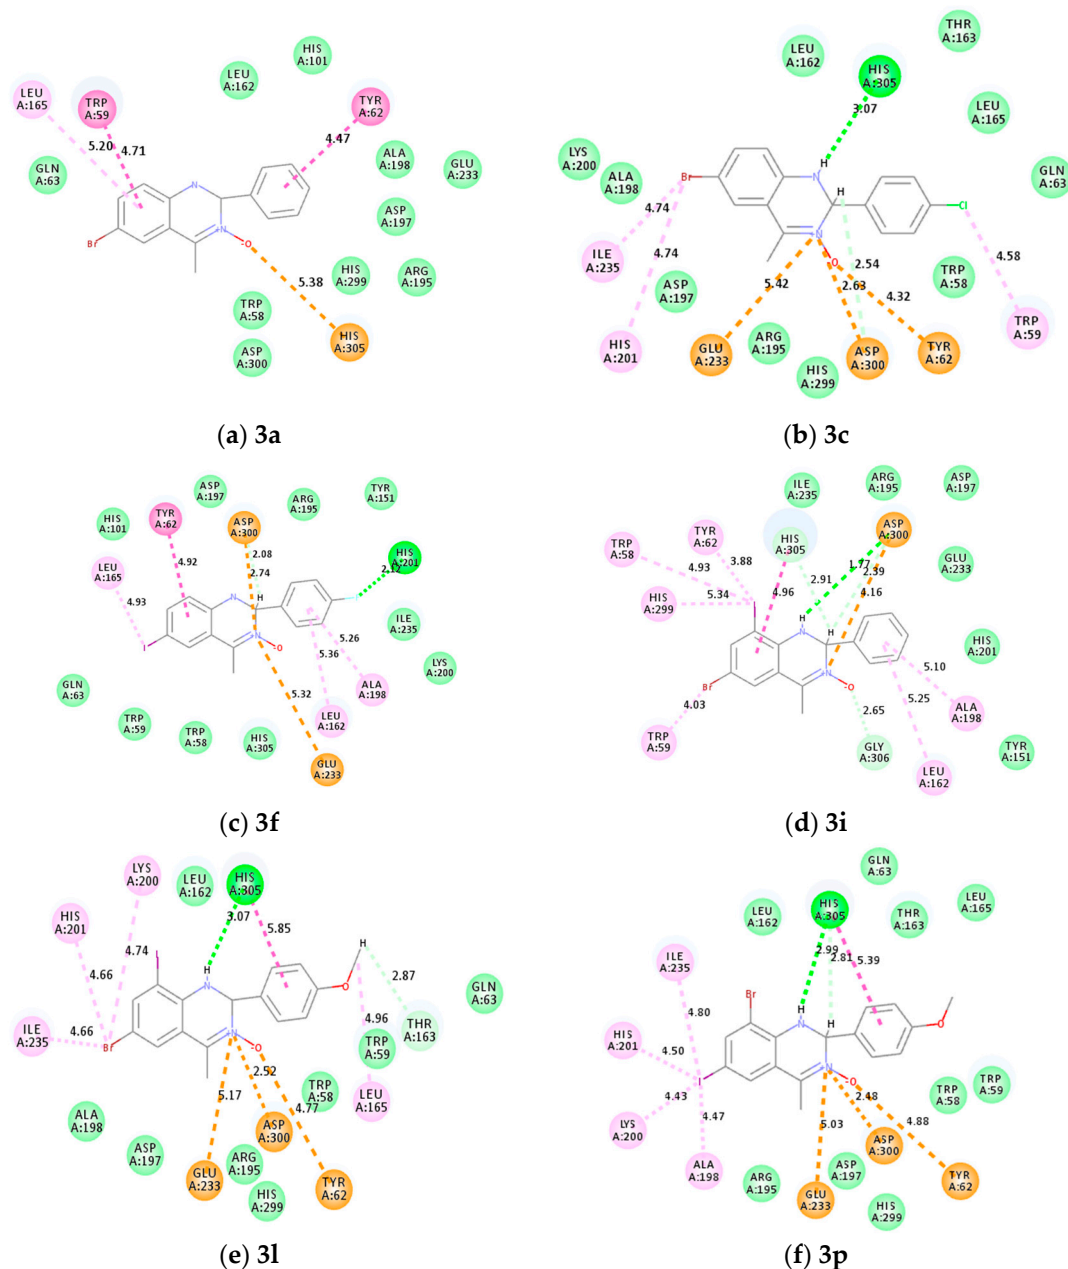 HIS
A:101
LEU
A:162
LEU
A:165
TRP
A:59
TYR
A:62
5.20
4.71
4.47
GLN
A:63
ALA
A:198
GLU
A:233
N
ASP
A:197
N
O
Br
5.38
HIS
A:299
ARG
A:195
TRP
A:58
HIS
A:305
ASP
A:300
(a) 3a
THR
A:163
LEU
A:162
HIS
A:305
3.07
LEU
A:165
LYS
A:200
ALA
A:198
GLN
A:63
H
N
H
Br
Cl
4.74
N
O
2.54
4.58
ILE
A:235
4.74
5.42
2.63
4.32
TRP
A:58
ASP
A:197
TRP
A:59
HIS
A:201
GLU
A:233
ARG
A:195
ASP
A:300
TYR
A:62
HIS
A:299
(b) 3c
ASP
A:197
ARG
A:195
TYR
A:151
HIS
A:101
TYR
A:62
ASP
A:300
2.08
HIS
A:201
2.12
LEU
A:165
4.92
2.74
H
N
4.93
ILE
A:235
N
O
I
5.26
5.36
LYS
A:200
GLN
A:63
5.32
ALA
A:198
TRP
A:59
TRP
A:58
HIS
A:305
LEU
A:162
GLU
A:233
(c) 3f
ILE
A:235
ARG
A:195
ASP
A:197
TYR
A:62
HIS
A:305
ASP
A:300
TRP
A:58
3.88
4.93
2.91
1.77
2.39
GLU
A:233
HIS
A:299
5.34
4.96
4.16
I
H
N
H
HIS
A:201
5.10
N
O
Br
4.03
2.65
5.25
ALA
A:198
TRP
A:59
GLY
A:306
TYR
A:151
LEU
A:162
(d) 3i
LYS
A:200
LEU
A:162
HIS
A:305
HIS
A:201
3.07
5.85
4.74
H
I
4.66
H
N
2.87
GLN
A:63
O
ILE
A:235
4.66
Br
N
O
4.96
THR
A:163
TRP
A:59
2.52
5.17
4.77
TRP
A:58
LEU
A:165
ALA
A:198
ASP
A:197
ASP
A:300
ARG
A:195
GLU
A:233
HIS
A:299
TYR
A:62
(e) 3l
GLN
A:63
LEU
A:162
HIS
A:305
THR
A:163
LEU
A:165
2.99
2.81
5.39
ILE
A:235
Br
H
N
H
O
4.80
HIS
A:201
4.50
I
N
O
4.43
4.47
2.48
4.88
TRP
A:58
TRP
A:59
LYS
A:200
5.03
ASP
A:300
ALA
A:198
ARG
A:195
ASP
A:197
GLU
A:233
TYR
A:62
HIS
A:299
(f) 3p